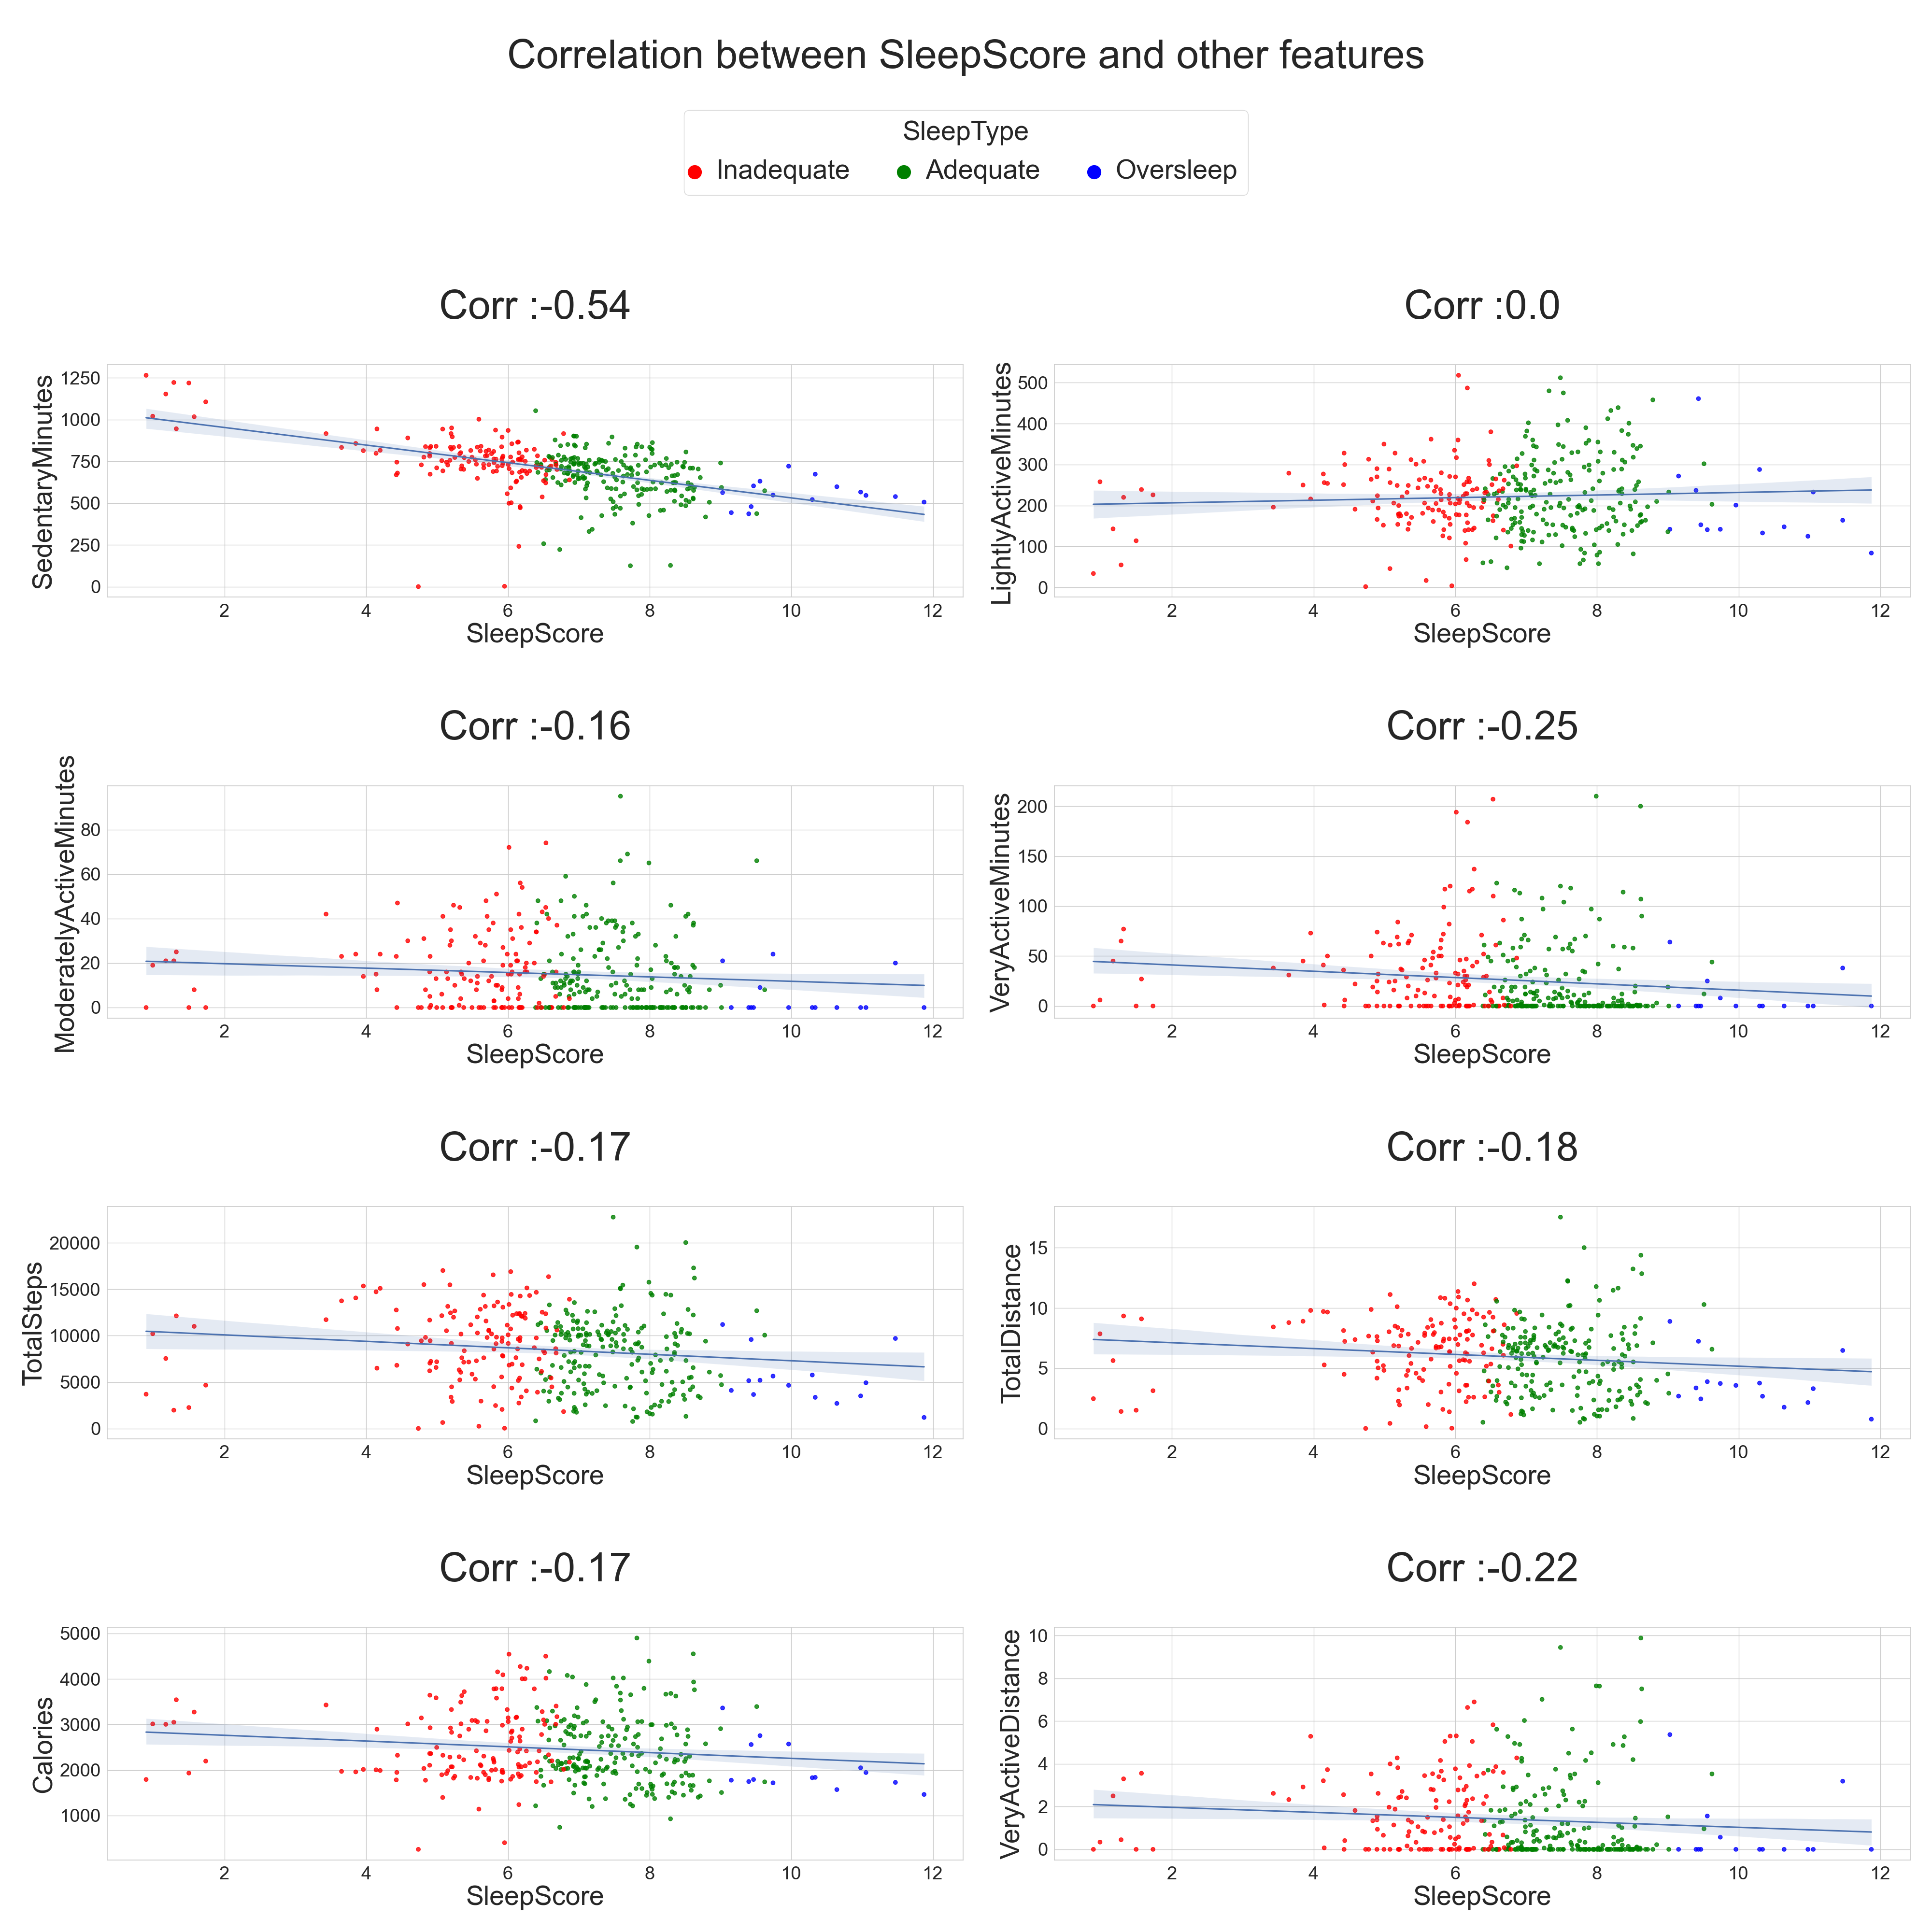 Correlation between SleepScore and other features
SleepType
Inadequate Adequate Oversleep
Corr :-0.54
SedentaryMinutes
1250
1000
750
500
250
0
2 4 6 8 10 12
SleepScore
Corr :0.0
LightlyActiveMinutes
500
400
300
200
100
0
2 4 6 8 10 12
SleepScore
Corr :-0.16
ModeratelyActiveMinutes
80
60
40
20
0
2 4 6 8 10 12
SleepScore
Corr :-0.25
VeryActiveMinutes
200
150
100
50
0
2 4 6 8 10 12
SleepScore
Corr :-0.17
TotalSteps
20000
15000
10000
5000
0
2 4 6 8 10 12
SleepScore
Corr :-0.18
TotalDistance
15
10
5
0
2 4 6 8 10 12
SleepScore
Corr :-0.17
Calories
5000
4000
3000
2000
1000
2 4 6 8 10 12
SleepScore
Corr :-0.22
VeryActiveDistance
10
8
6
4
2
0
2 4 6 8 10 12
SleepScore